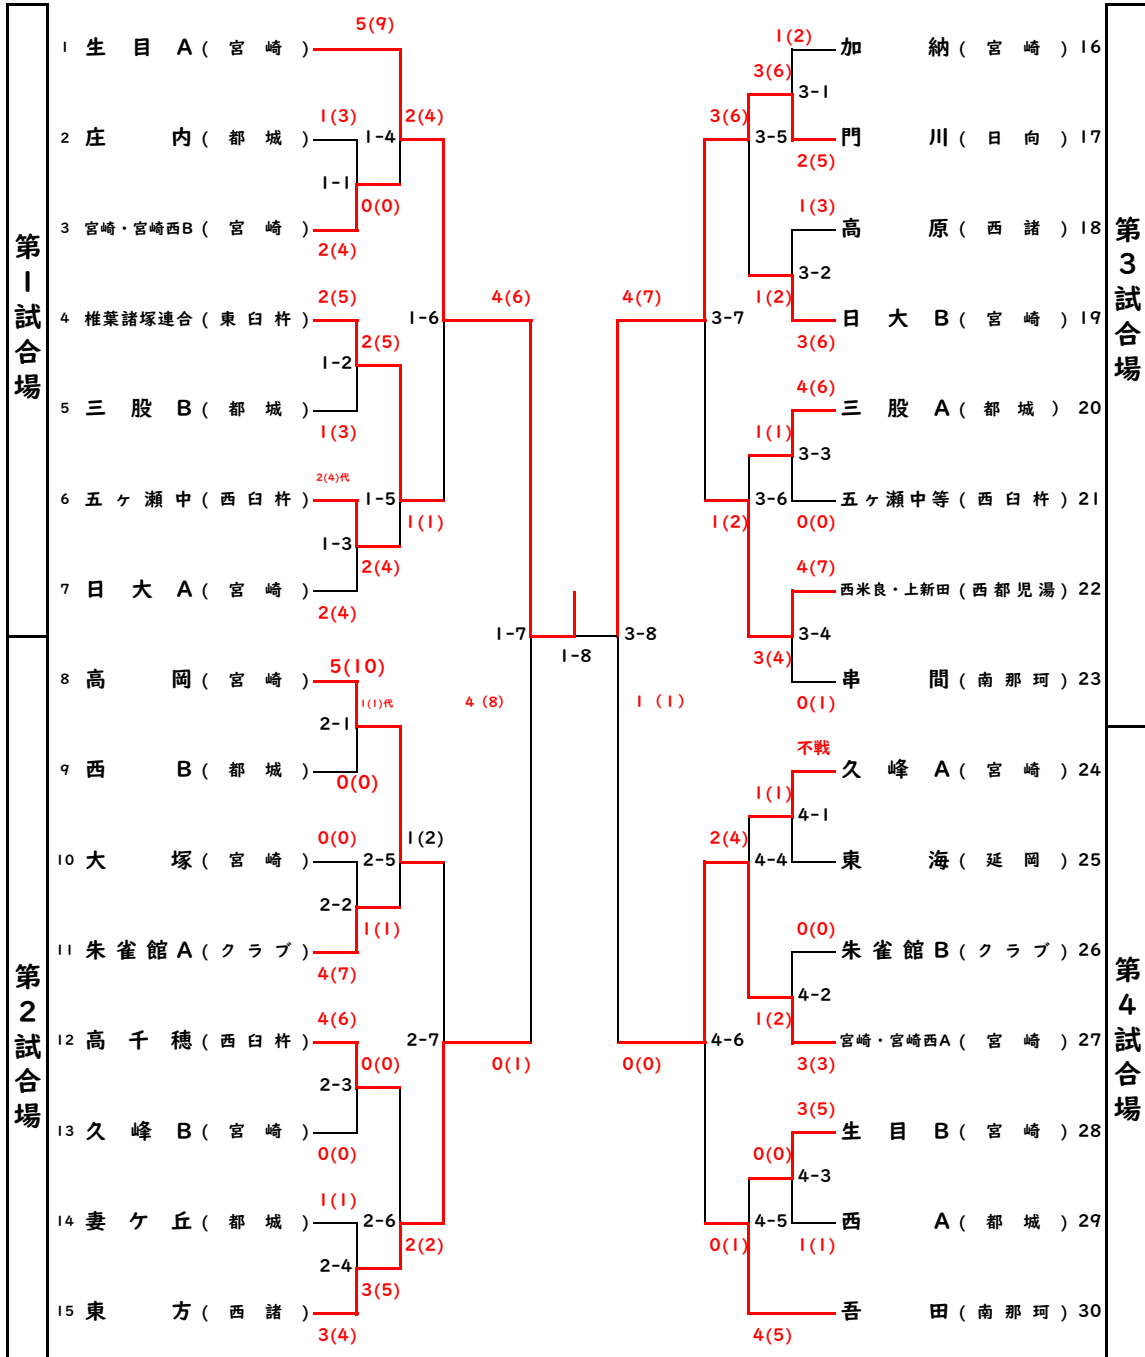 第1試合場
第2試合場
1 生目A(宮崎)
2 庄内(都城)
3 宮崎・宮崎西B(宮崎)
4 椎葉諸塚連合(東臼杵)
5 三股B(都城)
6 五ヶ瀬中(西臼杵)
7 日大A(宮崎)
8 高岡(宮崎)
9 西B(都城)
10 大塚(宮崎)
11 朱雀館A(クラブ)
12 高千穂(西臼杵)
13 久峰B(宮崎)
14 妻ケ丘(都城)
15 東方(西諸)
5(9)
1(3)
1-4
2(4)
1-1
0(0)
2(4)
2(5)
1-6
4(6)
2(5)
1-2
1(3)
2(4)代
1-5
1(1)
1-3
2(4)
2(4)
1-7
5(10)
1(1)代
4(8)
2-1
0(0)
0(0)
1(2)
2-5
2-2
1(1)
4(7)
4(6)
2-7
0(0)
0(1)
2-3
0(0)
1(1)
2-6
2(2)
2-4
3(5)
3(4)
1-8
1(2)
3(6)
3-1
3(6)
3-5
2(5)
1(3)
3-2
1(2)
4(7)
3-7
3(6)
4(6)
1(1)
3-3
3-6
1(2)
0(0)
4(7)
3-8
3-4
3(4)
1(1)
0(1)
不戦
1(1)
4-1
2(4)
4-4
0(0)
4-2
1(2)
4-6
0(0)
3(3)
3(5)
0(0)
4-3
4-5
0(1)
1(1)
4(5)
加納(宮崎)16
門川(日向)17
高原(西諸)18
日大B(宮崎)19
三股A(都城)20
五ヶ瀬中等(西臼杵)21
西米良・上新田(西都児湯)22
串間(南那珂)23
久峰A(宮崎)24
東海(延岡)25
朱雀館B(クラブ)26
宮崎・宮崎西A(宮崎)27
生目B(宮崎)28
西A(都城)29
吾田(南那珂)30
第3試合場
第4試合場